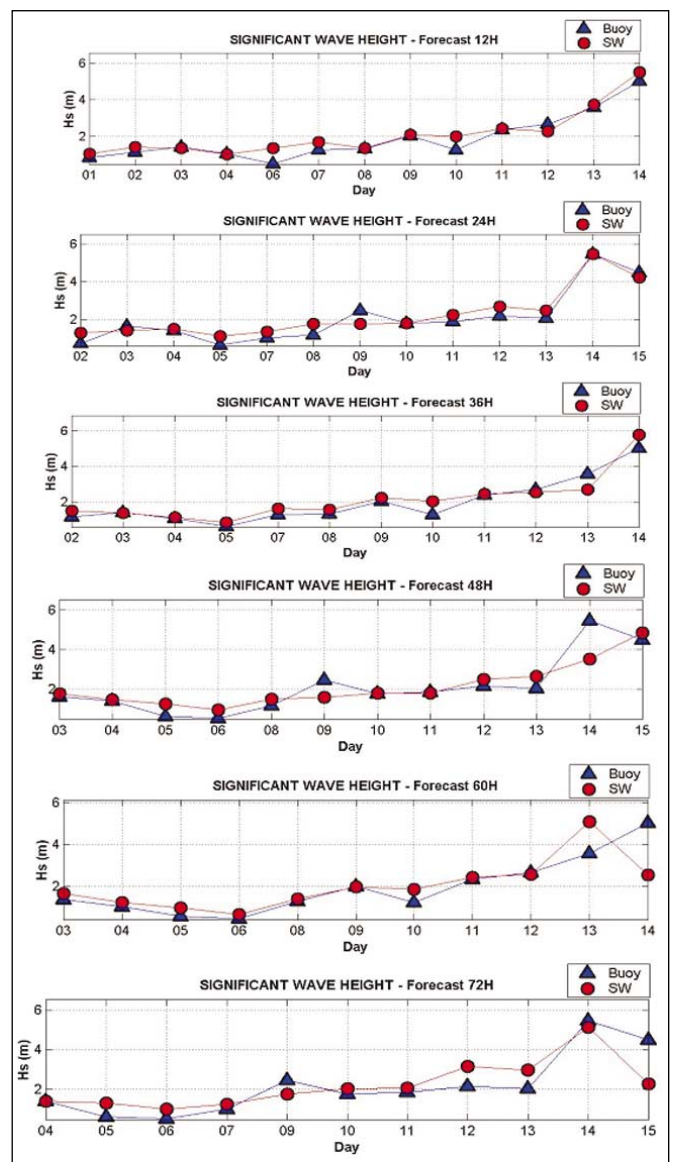 SIGNIFICANT WAVE HEIGHT - Forecast 12H
Buoy
SW
Hs (m)
6
4
2
01 02 03 04 06 07 08 09 10 11 12 13 14
Day
SIGNIFICANT WAVE HEIGHT - Forecast 24H
Buoy
SW
Hs (m)
6
4
2
02 03 04 05 07 08 09 10 11 12 13 14 15
Day
SIGNIFICANT WAVE HEIGHT - Forecast 36H
Buoy
SW
Hs (m)
6
4
2
02 03 04 05 07 08 09 10 11 12 13 14
Day
SIGNIFICANT WAVE HEIGHT - Forecast 48H
Buoy
SW
Hs (m)
6
4
2
03 04 05 06 08 09 10 11 12 13 14 15
Day
SIGNIFICANT WAVE HEIGHT - Forecast 60H
Buoy
SW
Hs (m)
6
4
2
03 04 05 06 08 09 10 11 12 13 14
Day
SIGNIFICANT WAVE HEIGHT - Forecast 72H
Buoy
SW
Hs (m)
6
4
2
04 05 06 07 09 10 11 12 13 14 15
Day